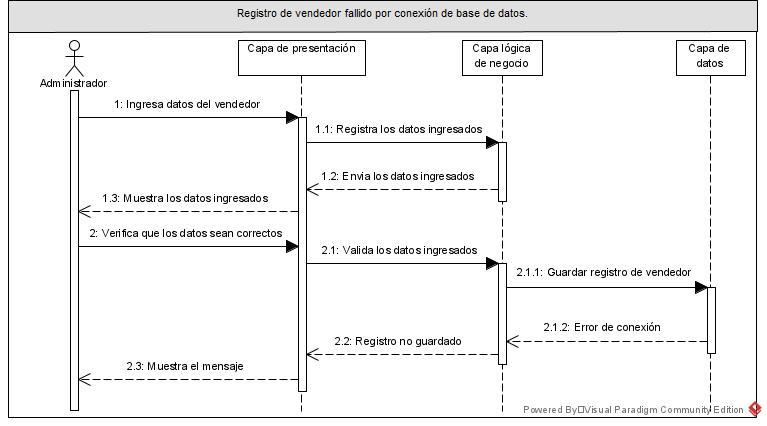 Registro de vendedor fallido por conexión de base de datos.
Administrador
Capa de presentación
Capa lógica
de negocio
Capa de
datos
1: Ingresa datos del vendedor
1.1: Registra los datos ingresados
1.2: Envia los datos ingresados
1.3: Muestra los datos ingresados
2: Verifica que los datos sean correctos
2.1: Valida los datos ingresados
2.1.1: Guardar registro de vendedor
2.1.2: Error de conexión
2.2: Registro no guardado
2.3: Muestra el mensaje
Powered By□Visual Paradigm Community Edition